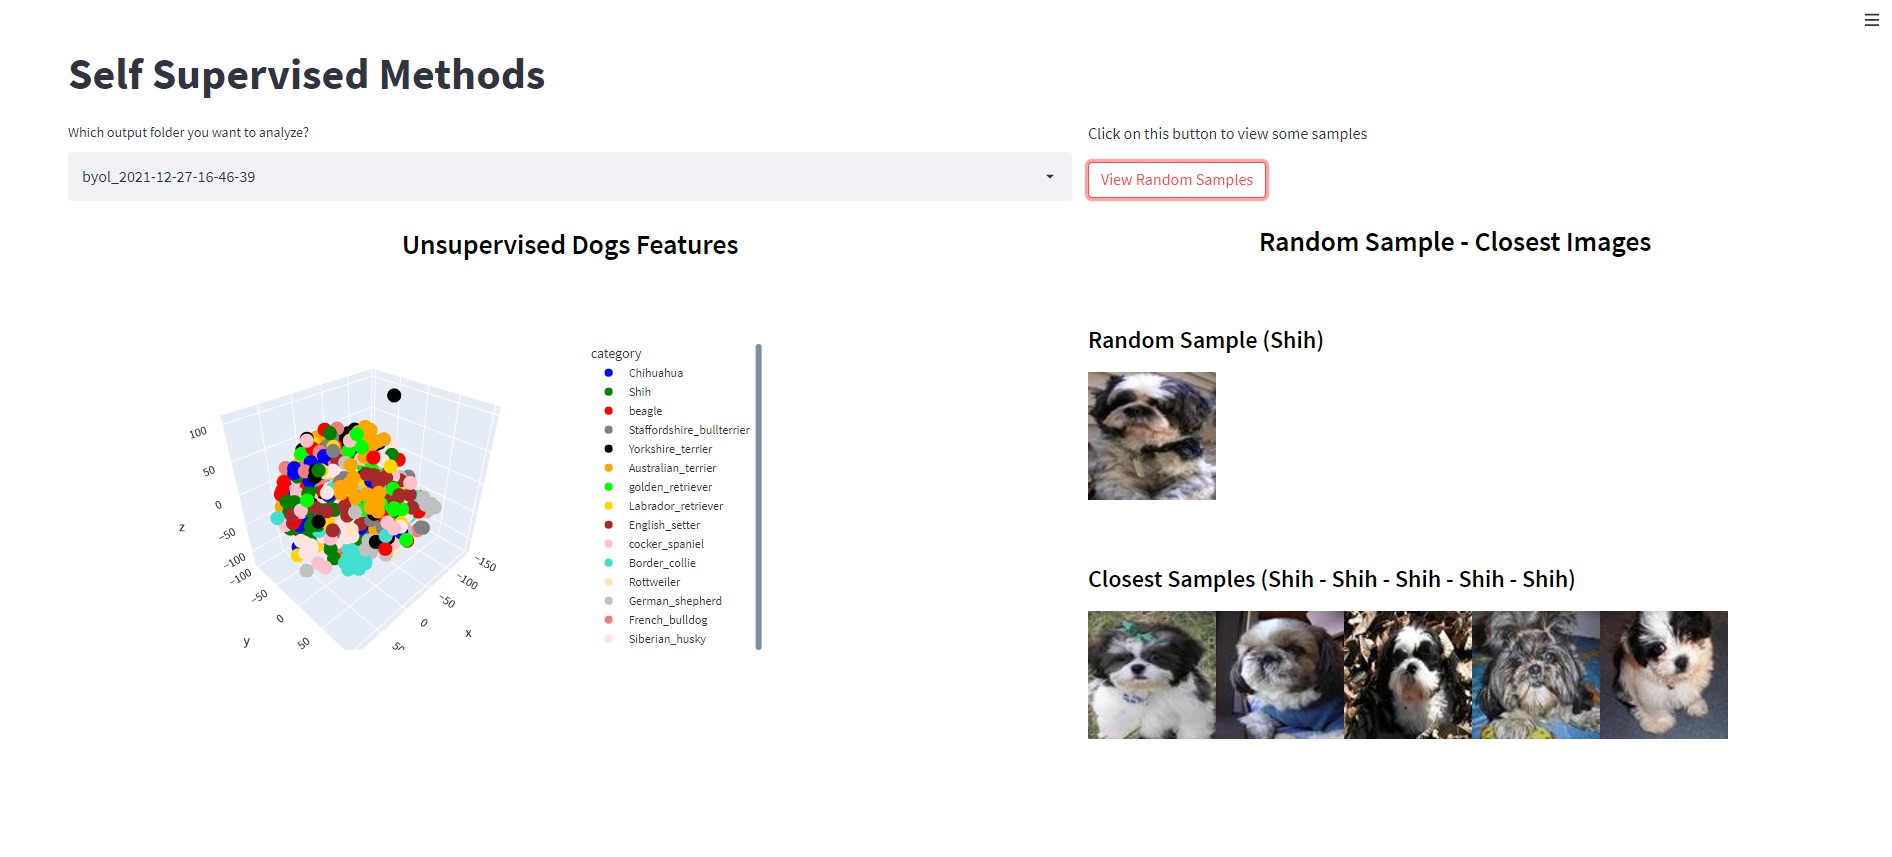 Self Supervised Methods
Which output folder you want to analyze?
byol_2021-12-27-16-46-39
Click on this button to view some samples
View Random Samples
Unsupervised Dogs Features
category
Chihuahua
Shih
beagle
Staffordshire_bullterrier
Yorkshire_terrier
Australian_terrier
golden_retriever
Labrador_retriever
English_setter
cocker_spaniel
Border_collie
Rottweiler
German_shepherd
French_bulldog
Siberian_husky
100
50
0
−50
−100
z
−100
−50
0
50
y
−150
−100
−50
0
50
x
Random Sample - Closest Images
Random Sample (Shih)
Closest Samples (Shih - Shih - Shih - Shih - Shih)